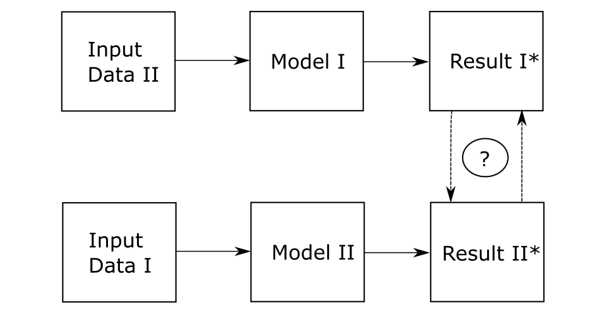 Input
Data II
Model I
Result I*
?
Input
Data I
Model II
Result II*